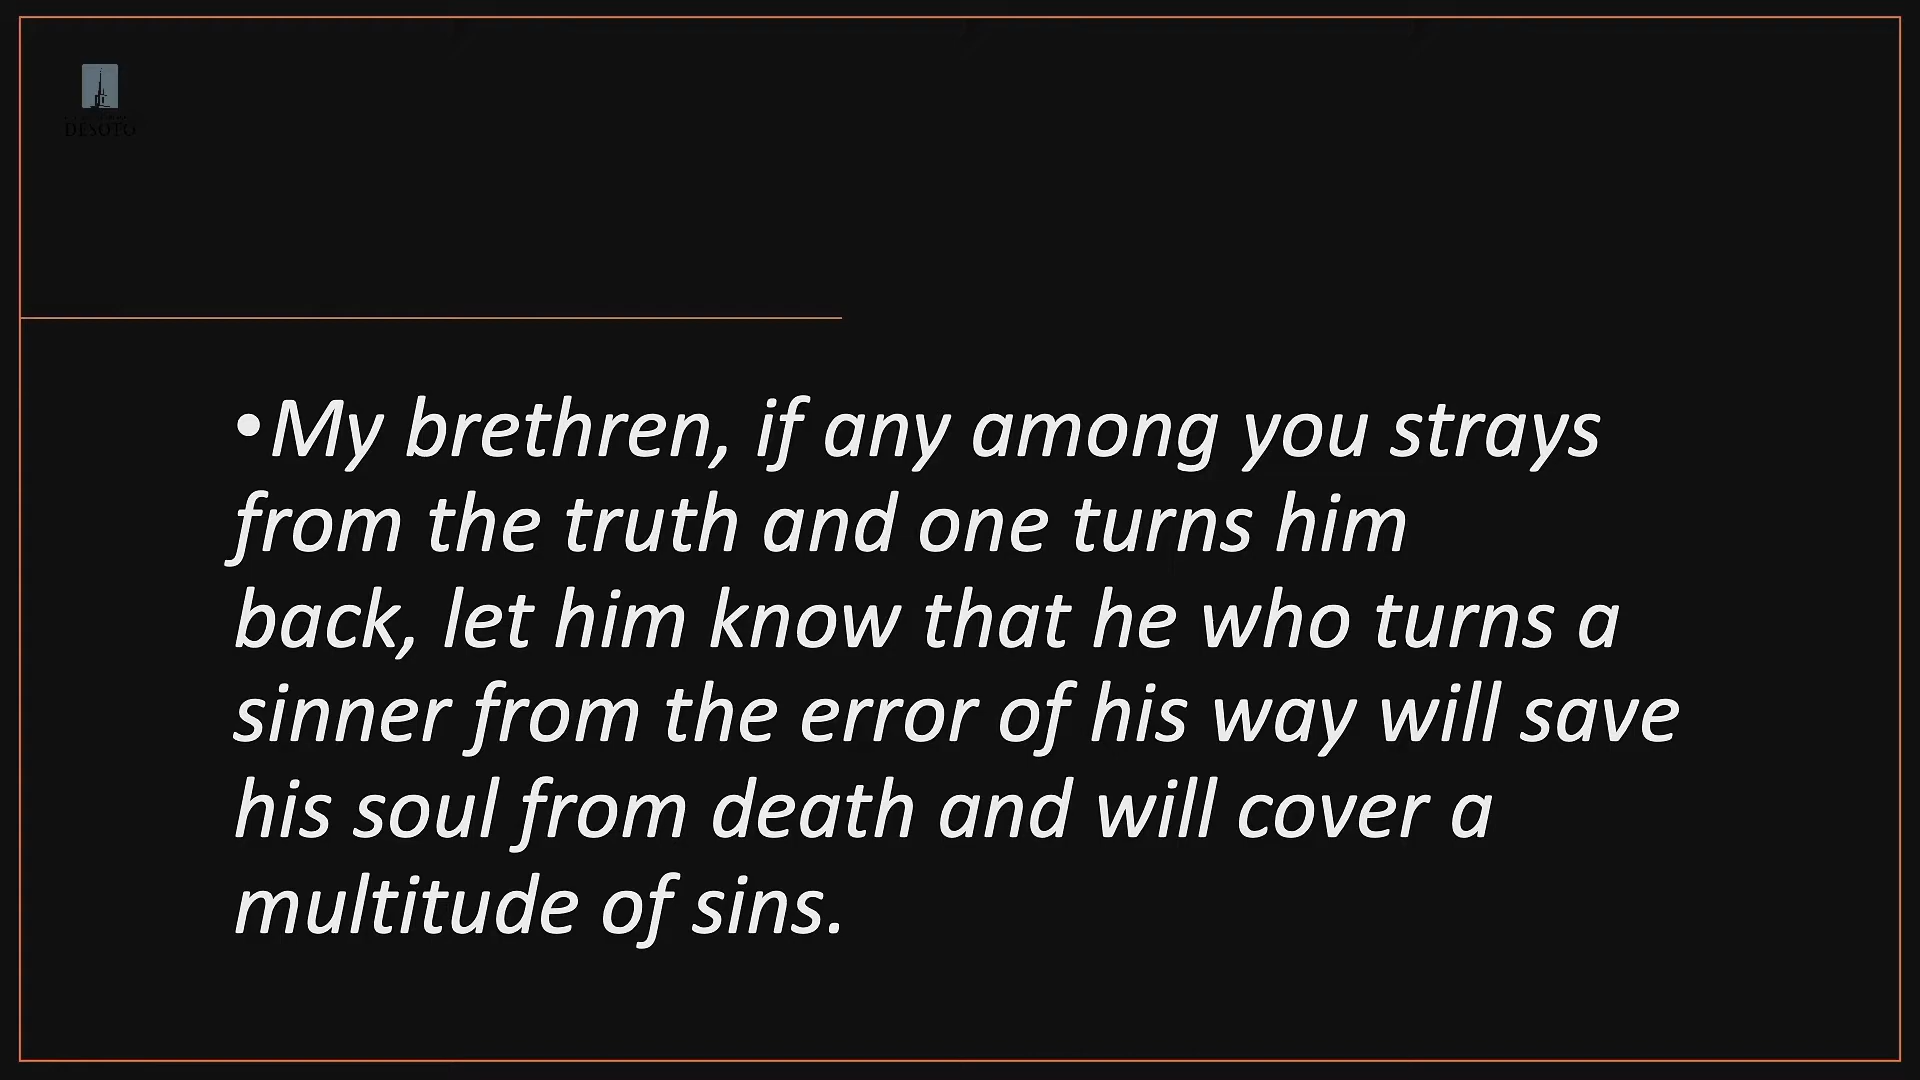 DESOTO
•My brethren, if any among you strays
from the truth and one turns him
back, let him know that he who turns a
sinner from the error of his way will save
his soul from death and will cover a
multitude of sins.